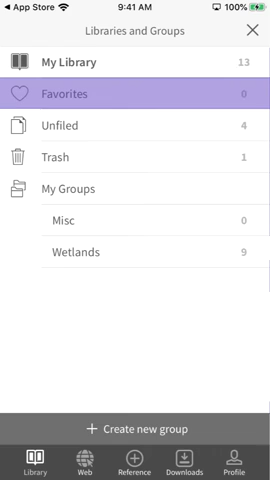 App Store 9:41 AM 100%
Libraries and Groups
My Library 13
Favorites 0
Unfiled 4
Trash 1
My Groups
Misc 0
Wetlands 9
Create new group
Library Web Reference Downloads Profile